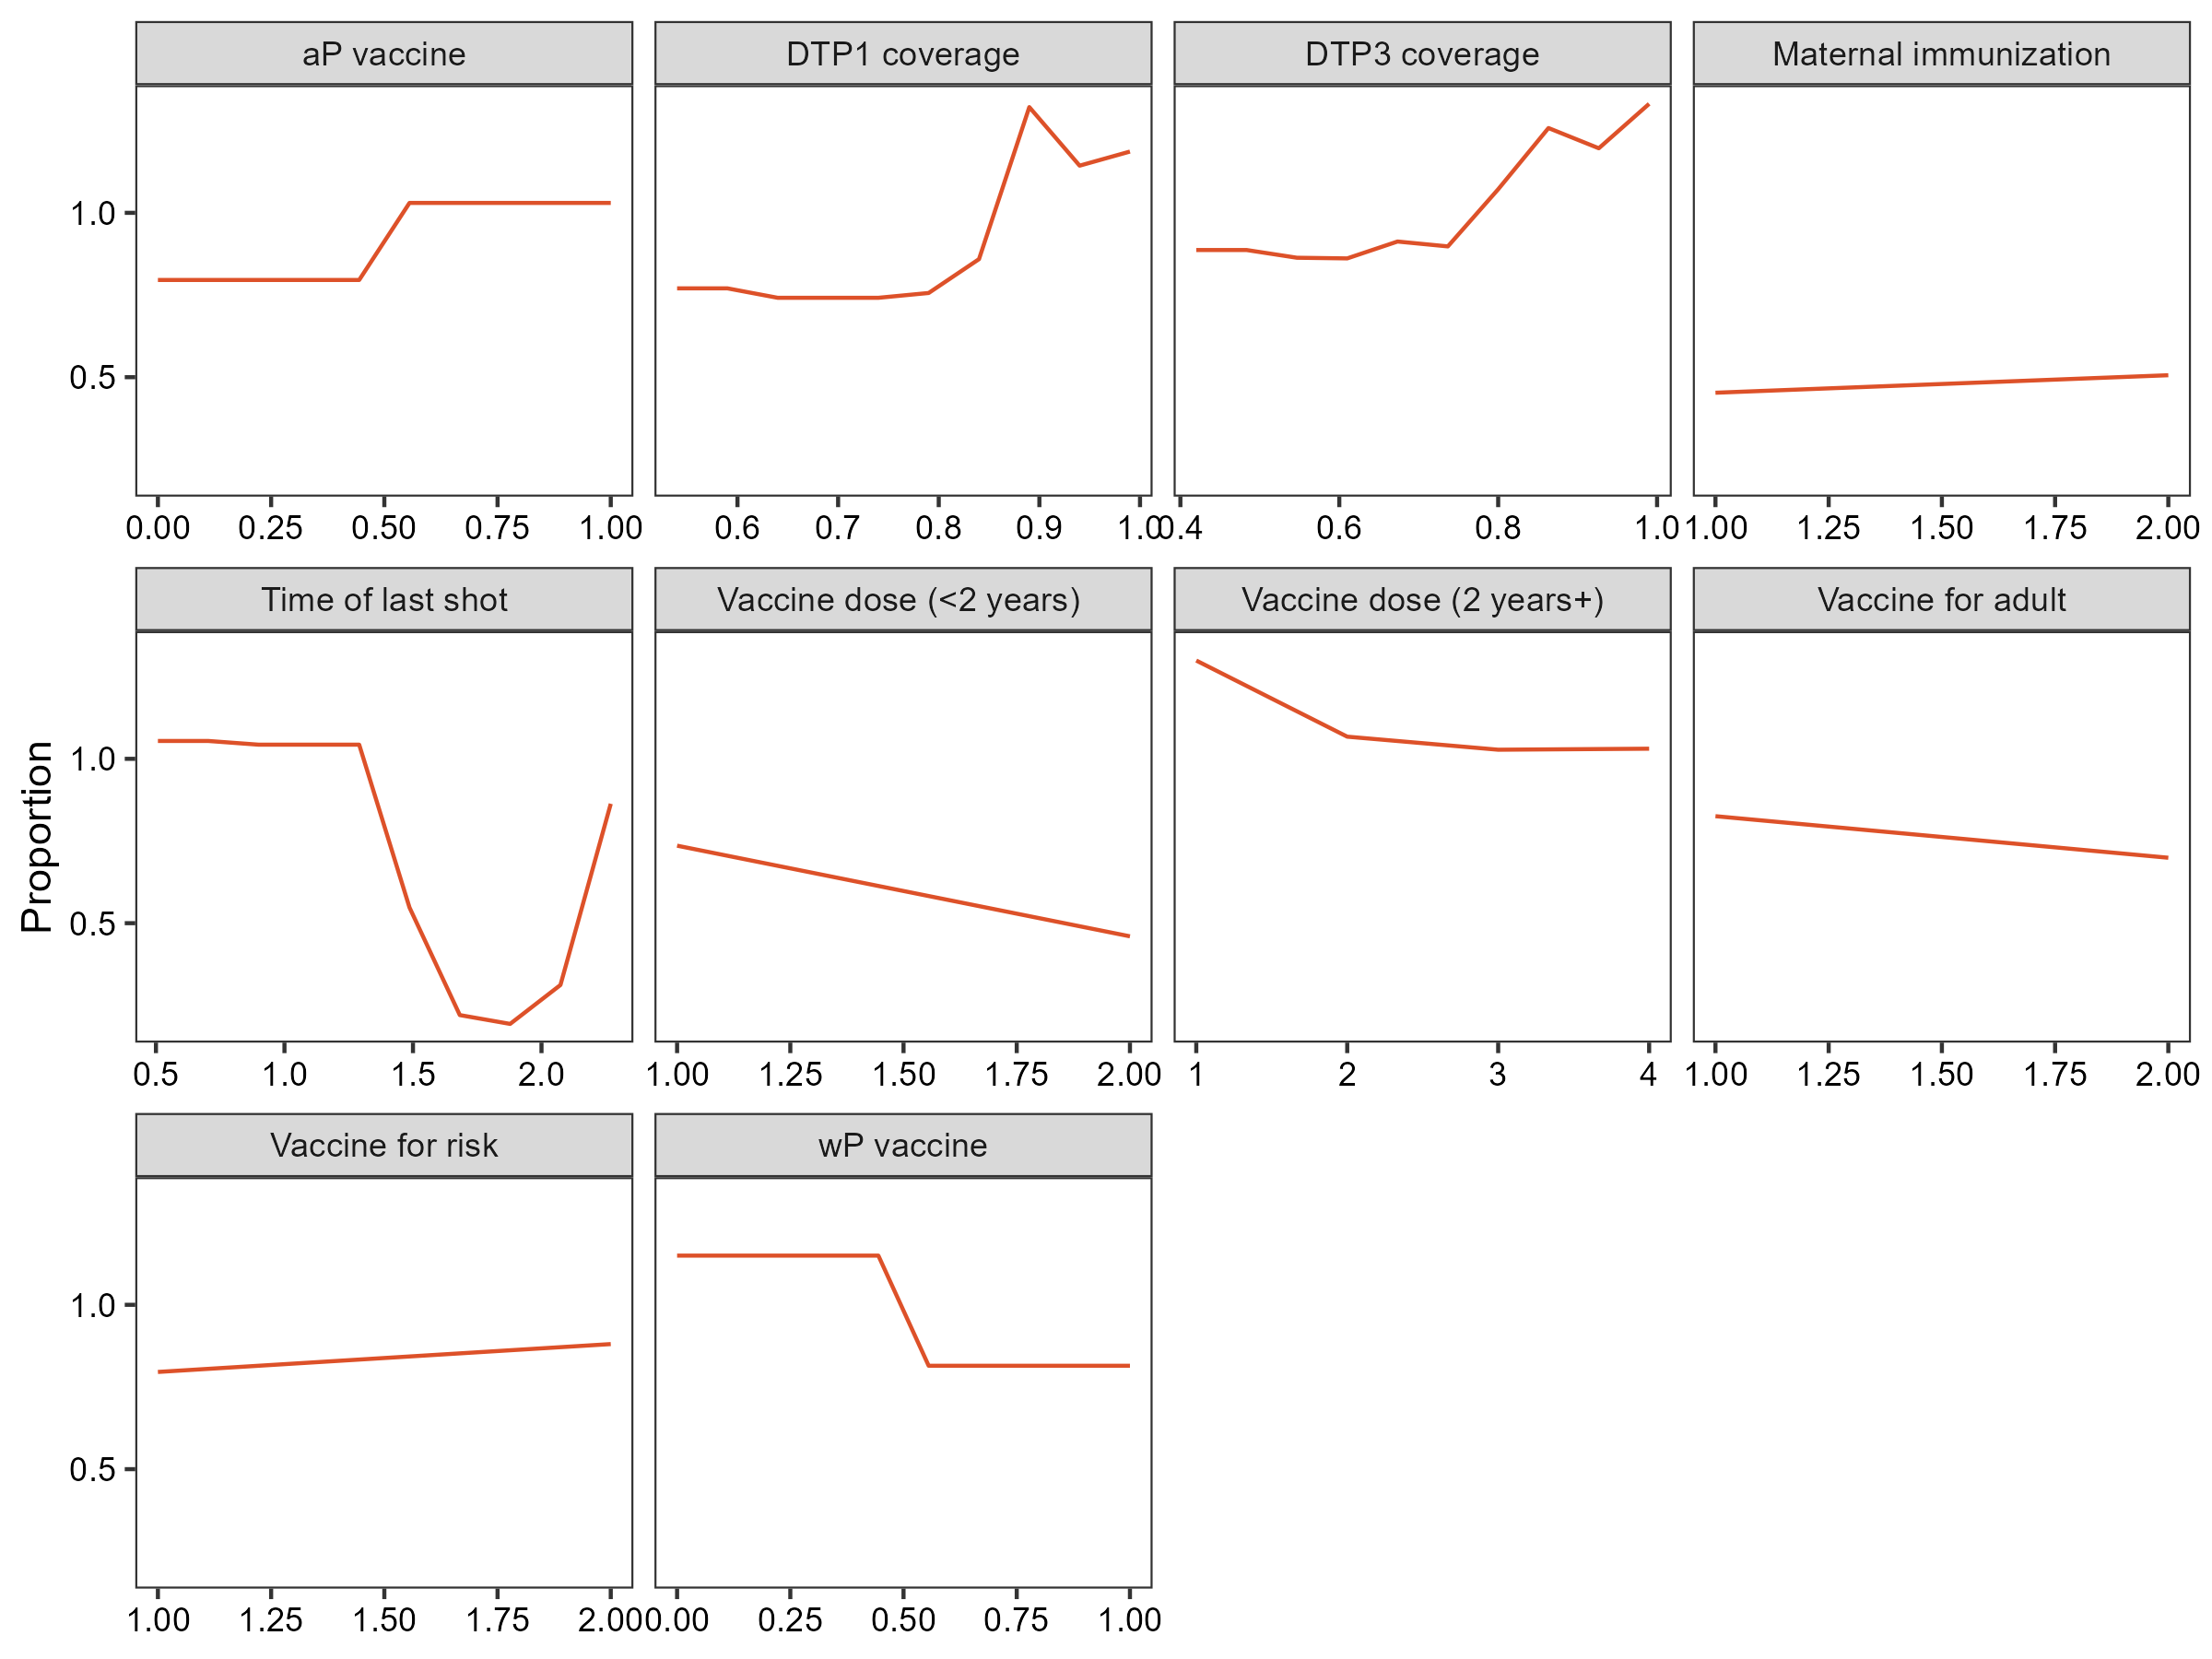 aP vaccine
DTP1 coverage
DTP3 coverage
Maternal immunization
1.0
0.5
0.00 0.25 0.50 0.75 1.00
0.6 0.7 0.8 0.9 1.0
0.4 0.6 0.8 1.0
1.00 1.25 1.50 1.75 2.00
Time of last shot
Vaccine dose (<2 years)
Vaccine dose (2 years+)
Vaccine for adult
Proportion
1.0
0.5
0.5 1.0 1.5 2.0
1.00 1.25 1.50 1.75 2.00
1 2 3 4
1.00 1.25 1.50 1.75 2.00
Vaccine for risk
wP vaccine
1.0
0.5
1.00 1.25 1.50 1.75 2.00
0.00 0.25 0.50 0.75 1.00